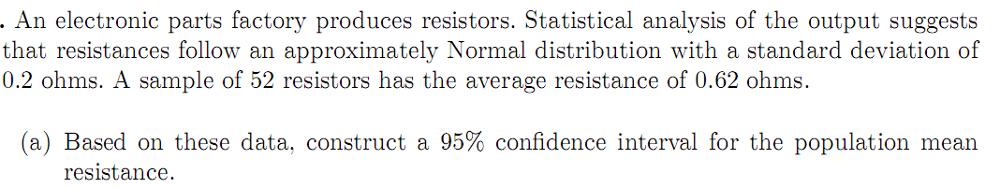 . An electronic parts factory produces resistors. Statistical analysis of the output suggests
that resistances follow an approximately Normal distribution with a standard deviation of
0.2 ohms. A sample of 52 resistors has the average resistance of 0.62 ohms.
(a) Based on these data, construct a 95% confidence interval for the population mean
resistance.